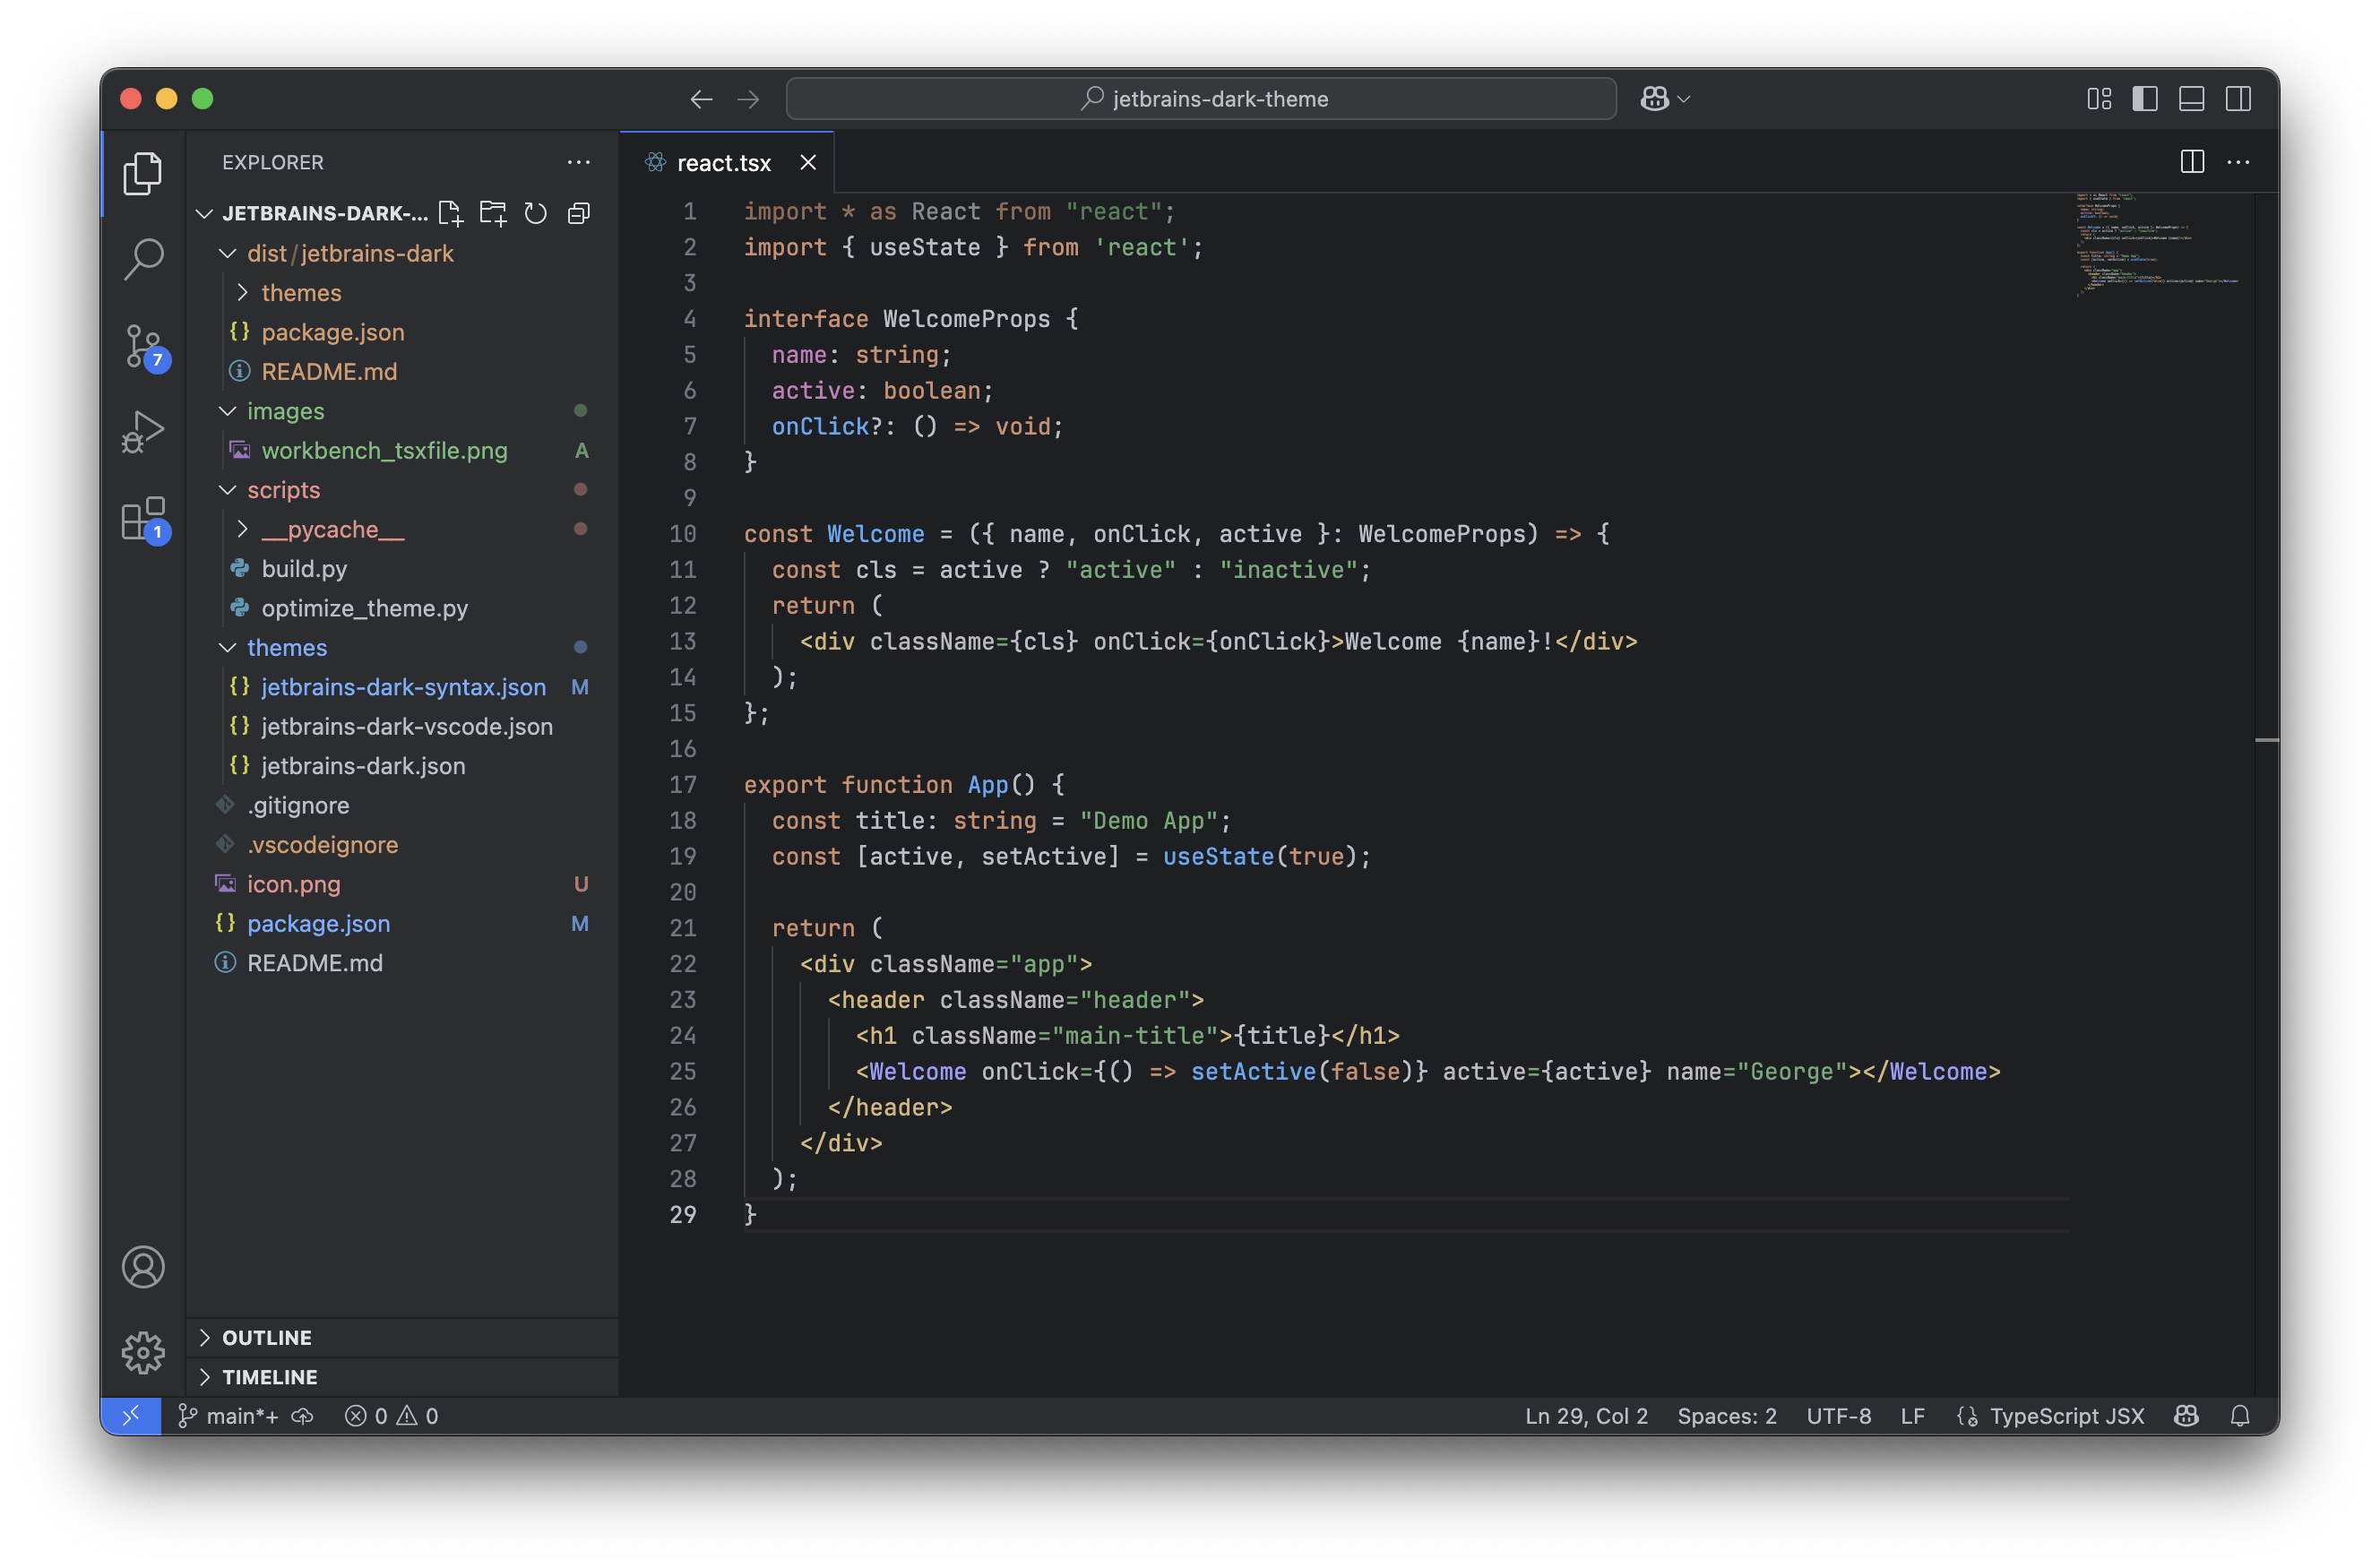 jetbrains-dark-theme
EXPLORER
JETBRAINS-DARK-...
dist/jetbrains-dark
themes
package.json
README.md
images
workbench_tsxfile.png A
scripts
__pycache__
build.py
optimize_theme.py
themes
jetbrains-dark-syntax.json M
jetbrains-dark-vscode.json
jetbrains-dark.json
.gitignore
.vscodeignore
icon.png U
package.json M
README.md
OUTLINE
TIMELINE
7
1
react.tsx
1 import * as React from "react";
2 import { useState } from 'react';
3
4 interface WelcomeProps {
5   name: string;
6   active: boolean;
7   onClick?: () => void;
8 }
9
10 const Welcome = ({ name, onClick, active }: WelcomeProps) => {
11   const cls = active ? "active" : "inactive";
12   return (
13     <div className={cls} onClick={onClick}>Welcome {name}!</div>
14   );
15 };
16
17 export function App() {
18   const title: string = "Demo App";
19   const [active, setActive] = useState(true);
20
21   return (
22     <div className="app">
23       <header className="header">
24         <h1 className="main-title">{title}</h1>
25         <Welcome onClick={() => setActive(false)} active={active} name="George"></Welcome>
26       </header>
27     </div>
28   );
29 }
main*+ 0 0 Ln 29, Col 2 Spaces: 2 UTF-8 LF TypeScript JSX